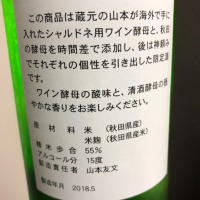 この商品は蔵元の山本が海外で手に
入れたシャルドネ用ワイン酵母と、秋田
の酵母を時間差で添加し、後は神頼み
でそれぞれの個性を引き出した限定酒
です。
ワイン酵母の酸味と、清酒酵母の穏
やかな香りをお楽しみください。
原材料 米（秋田県産）
米麹（秋田県産米）
精米歩合 55％
アルコール分 15度
製造責任者 山本友文
製造年月 2018.5